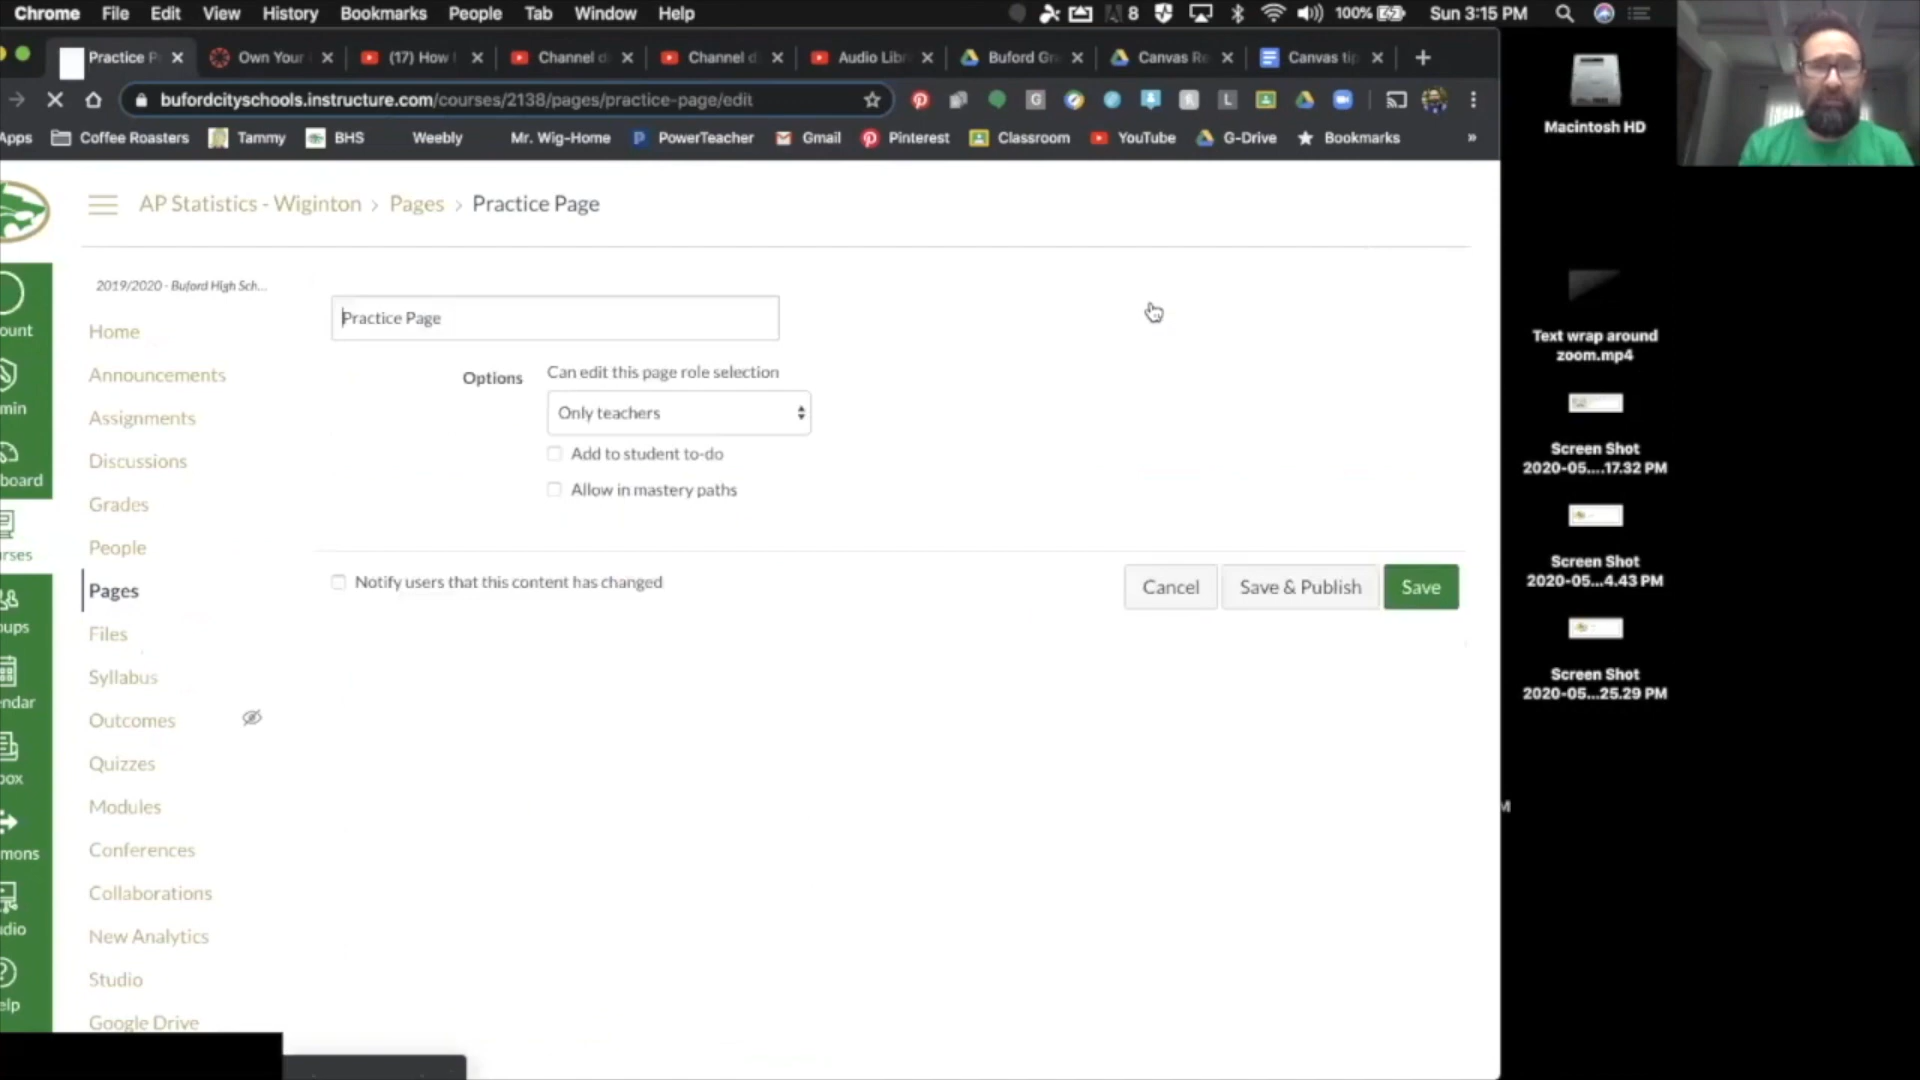 Chrome File Edit View History Bookmarks People Tab Window Help 8 100% Sun 3:15 PM
Practice P Own Your (17) How Channel d Channel d Audio Libr Buford Gr Canvas Re Canvas tip
bufordcityschools.instructure.com/courses/2138/pages/practice-page/edit
Apps Coffee Roasters Tammy BHS Weebly Mr. Wig-Home PowerTeacher Gmail Pinterest Classroom YouTube G-Drive Bookmarks »
AP Statistics - Wiginton > Pages > Practice Page
2019/2020 - Buford High Sch...
Practice Page
Options
Can edit this page role selection
Only teachers
Add to student to-do
Allow in mastery paths
Notify users that this content has changed
Cancel
Save & Publish
Save
Home
Announcements
Assignments
Discussions
Grades
People
Pages
Files
Syllabus
Outcomes
Quizzes
Modules
Conferences
Collaborations
New Analytics
Studio
Google Drive
ount
min
board
rses
ups
ndar
box
mons
dio
elp
Macintosh HD
Text wrap around
zoom.mp4
Screen Shot
2020-05....17.32 PM
Screen Shot
2020-05...4.43 PM
Screen Shot
2020-05...25.29 PM
M